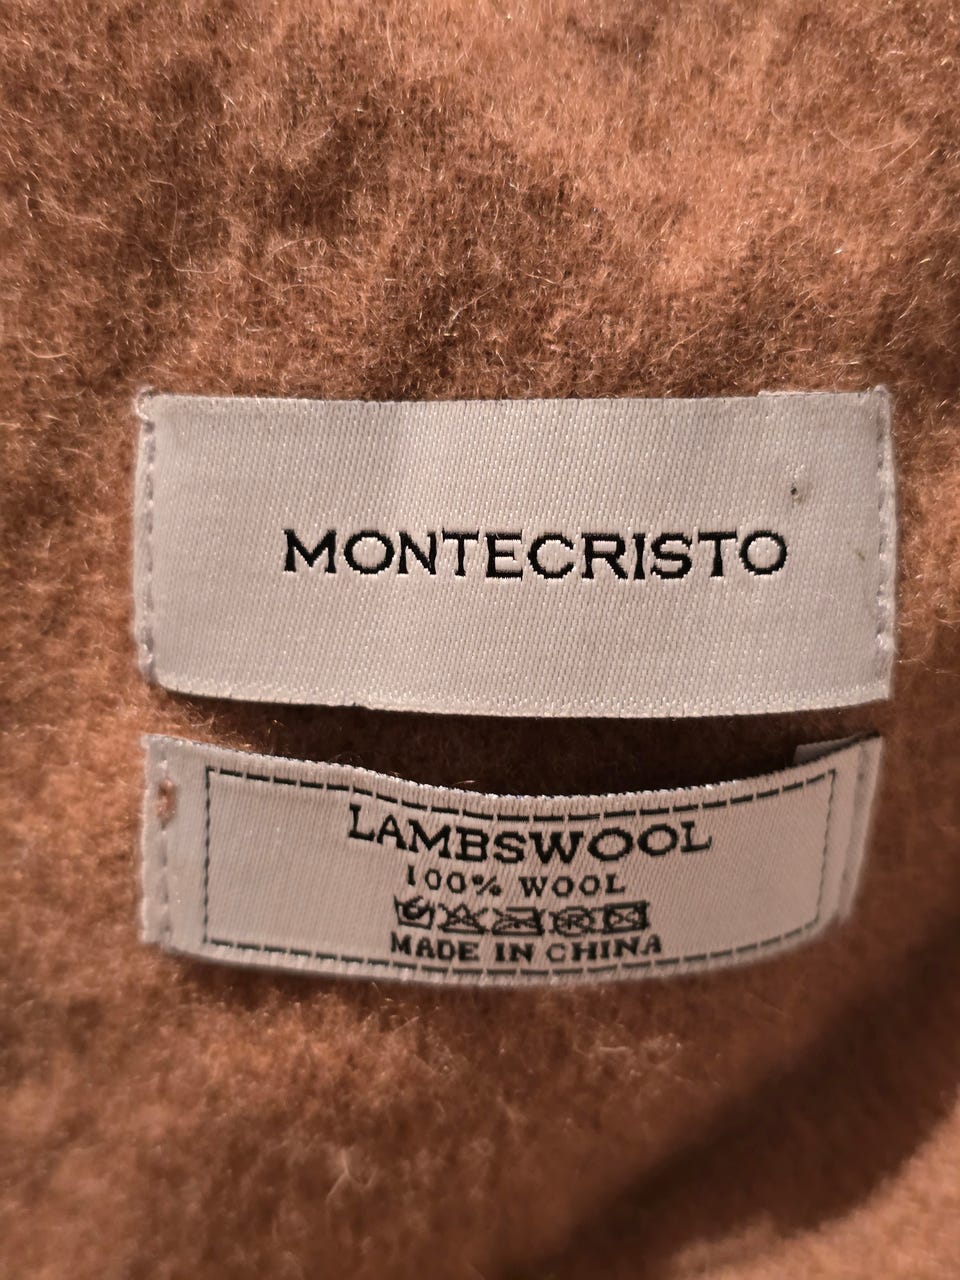 MONTECRISTO
LAMBSWOOL
100% WOOL
MADE IN CHINA